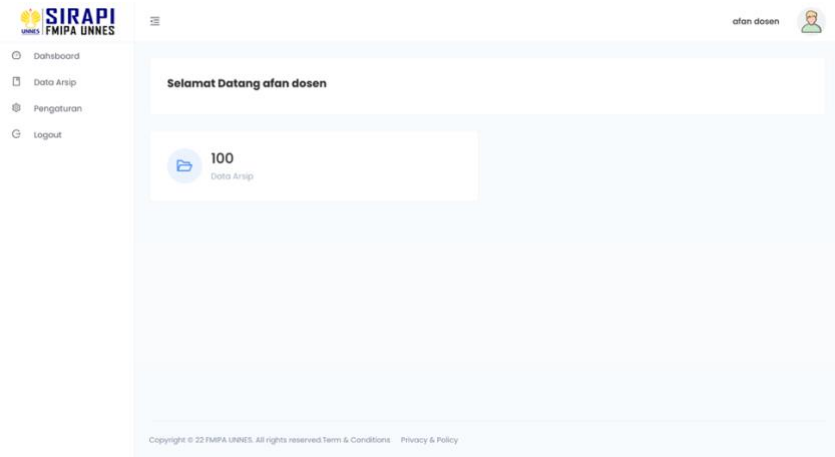 SIRAPI
UNNES FMIPA UNNES
afan dosen
Dahsboard
Data Arsip
Pengaturan
Logout
Selamat Datang afan dosen
100
Data Arsip
Copyright © 22 FMIPA UNNES. All rights reserved.Term & Conditions Privacy & Policy